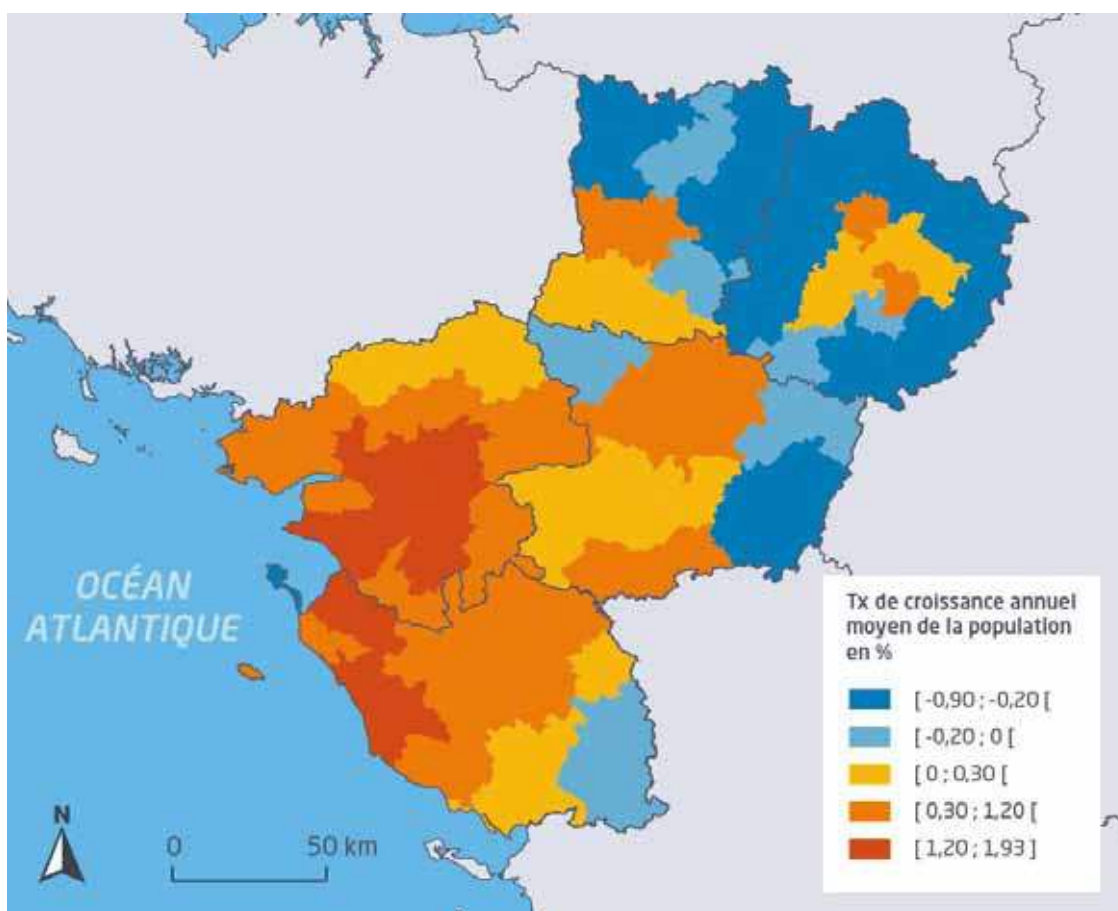 OCÉAN
ATLANTIQUE
N
0 50 km
Tx de croissance annuel
moyen de la population
en %
[ -0,90 ; -0,20 [
[ -0,20 ; 0 [
[ 0 ; 0,30 [
[ 0,30 ; 1,20 [
[ 1,20 ; 1,93 ]